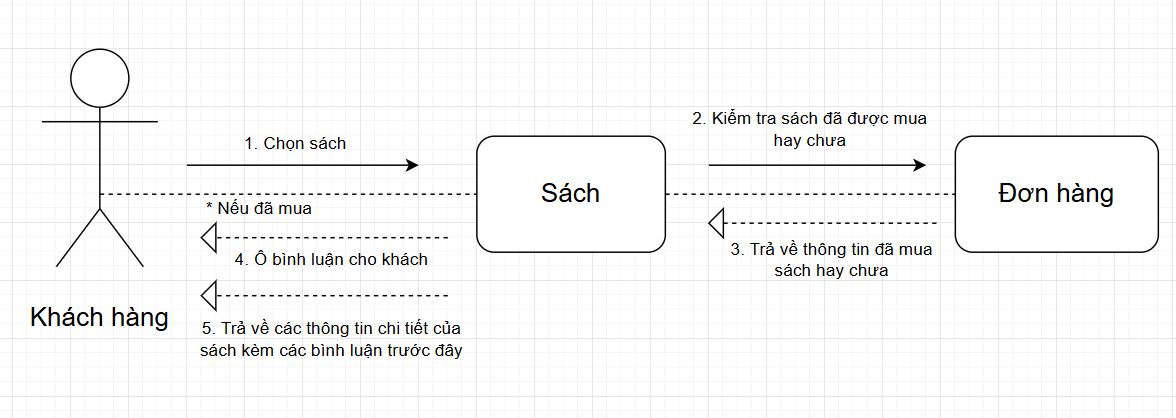 1. Chọn sách
2. Kiểm tra sách đã được mua
hay chưa
Sách
Đơn hàng
* Nếu đã mua
4. Ô bình luận cho khách
3. Trả về thông tin đã mua
sách hay chưa
Khách hàng
5. Trả về các thông tin chi tiết của
sách kèm các bình luận trước đây